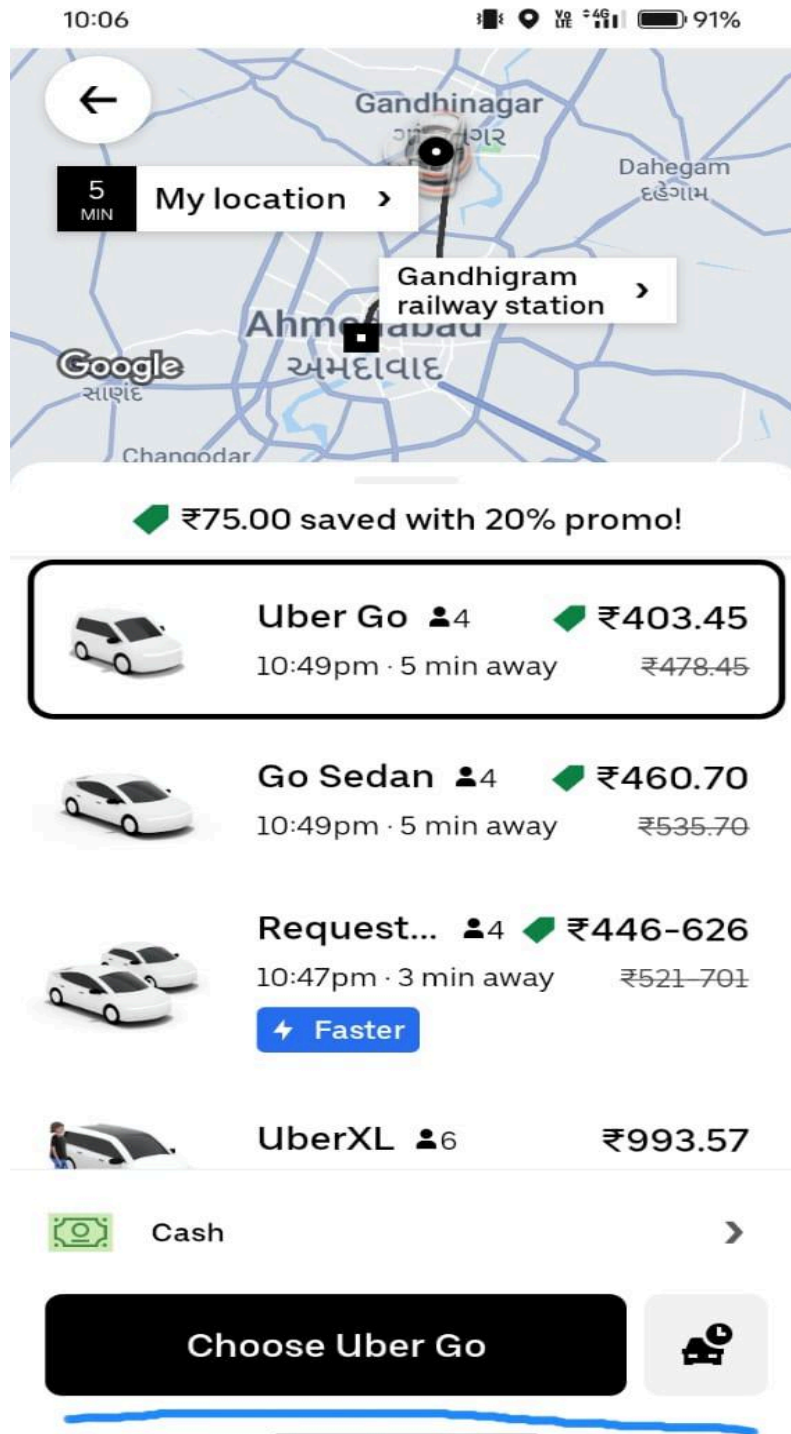 10:06
Vo LTE 4G 91%
Gandhinagar
Dahegam
દહેગામ
5 MIN My location
Gandhigram
railway station
અમદાવાદ
Google
સાણંદ
Changodar
₹75.00 saved with 20% promo!
Uber Go 4 ₹403.45
10:49pm · 5 min away ₹478.45
Go Sedan 4 ₹460.70
10:49pm · 5 min away ₹535.70
Request... 4 ₹446-626
10:47pm · 3 min away ₹521-701
Faster
UberXL 6 ₹993.57
Cash
Choose Uber Go